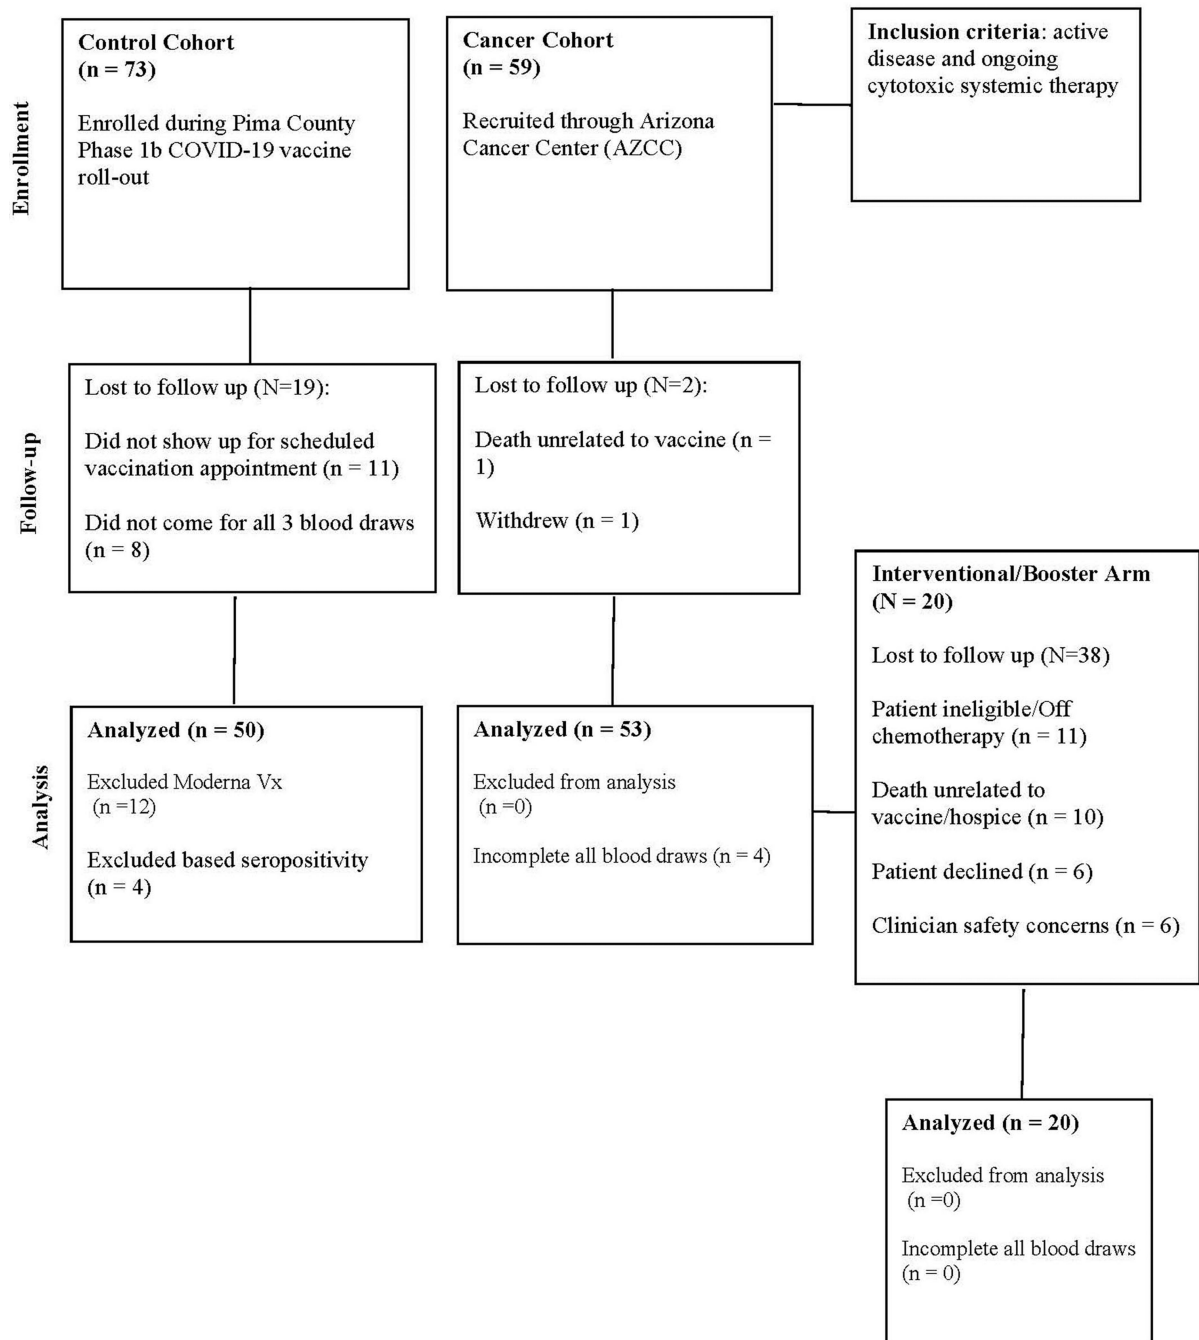 Enrollment
Control Cohort
(n = 73)
Enrolled during Pima County
Phase 1b COVID-19 vaccine
roll-out
Cancer Cohort
(n = 59)
Recruited through Arizona
Cancer Center (AZCC)
Inclusion criteria: active
disease and ongoing
cytotoxic systemic therapy
Follow-up
Lost to follow up (N=19):
Did not show up for scheduled
vaccination appointment (n = 11)
Did not come for all 3 blood draws
(n = 8)
Lost to follow up (N=2):
Death unrelated to vaccine (n =
1)
Withdrew (n = 1)
Interventional/Booster Arm
(N = 20)
Lost to follow up (N=38)
Patient ineligible/Off
chemotherapy (n = 11)
Death unrelated to
vaccine/hospice (n = 10)
Patient declined (n = 6)
Clinician safety concerns (n = 6)
Analysis
Analyzed (n = 50)
Excluded Moderna Vx
(n =12)
Excluded based seropositivity
(n = 4)
Analyzed (n = 53)
Excluded from analysis
(n =0)
Incomplete all blood draws (n = 4)
Analyzed (n = 20)
Excluded from analysis
(n =0)
Incomplete all blood draws
(n = 0)